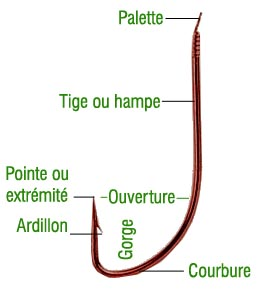 Palette
Tige ou hampe
Pointe ou
extrémité
Ouverture
Ardillon
Gorge
Courbure